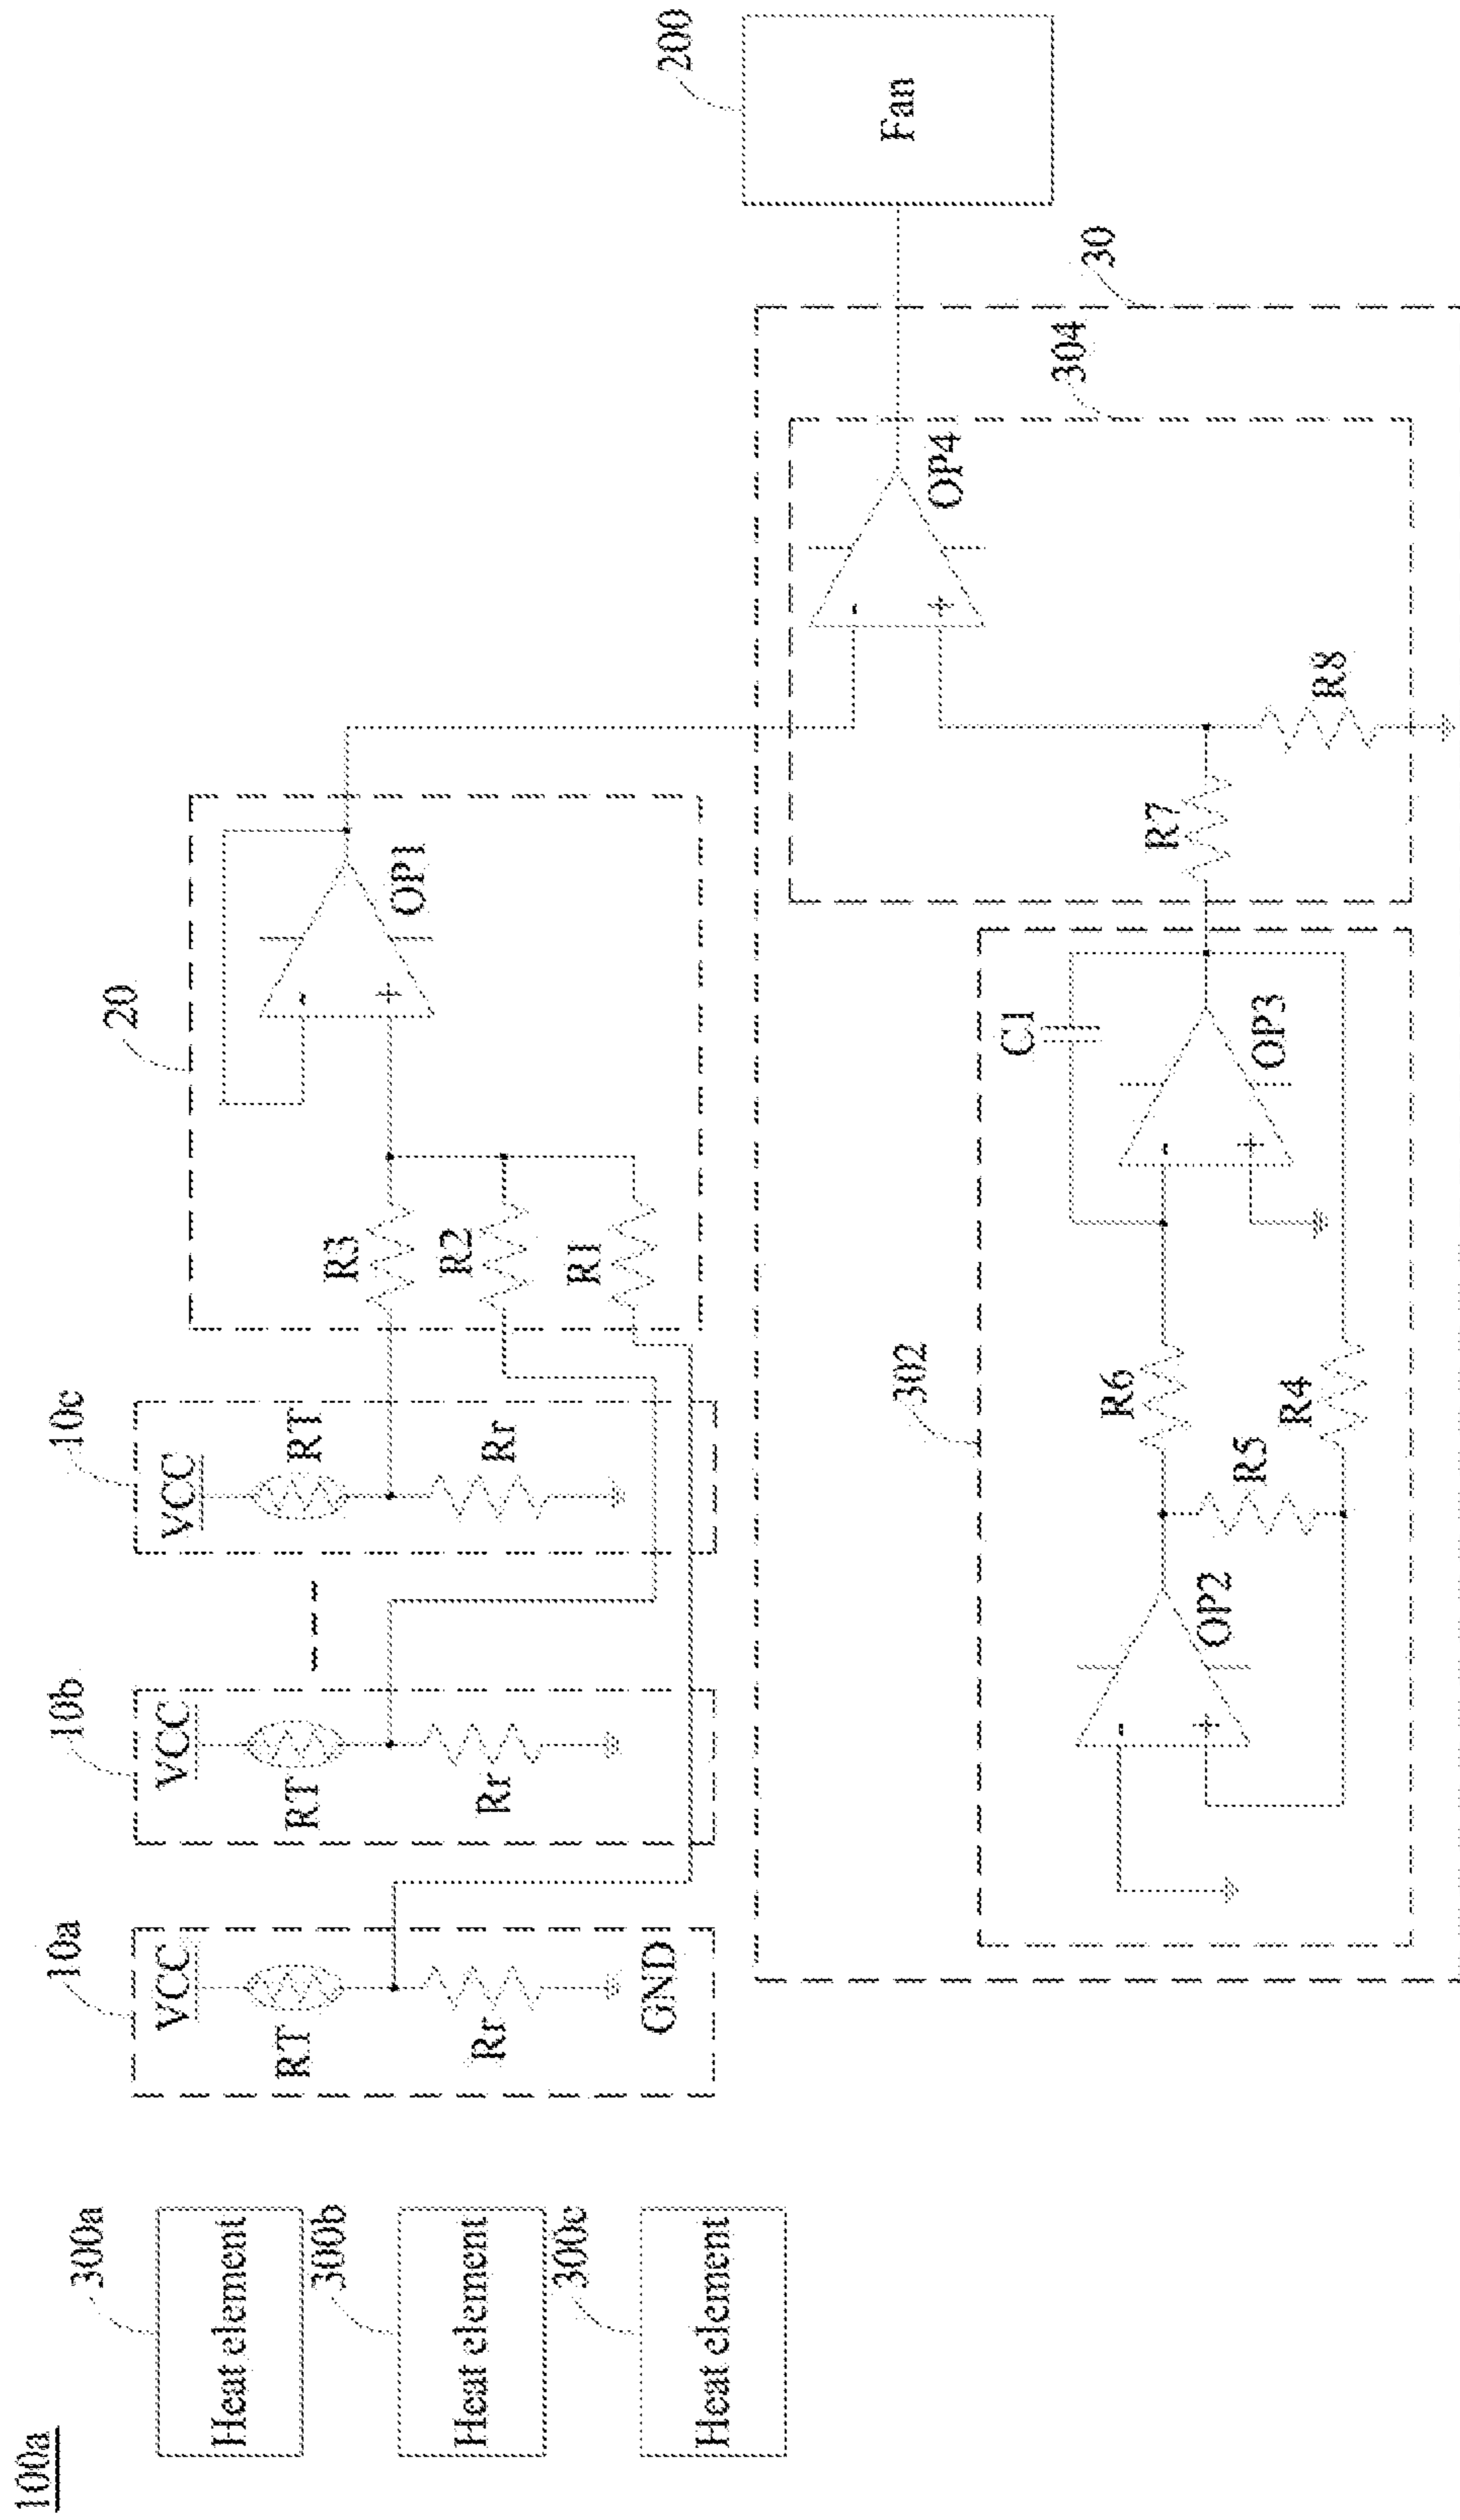 100a
300a
Heat element
300b
Heat element
300c
Heat element
10a
VCC
RT
Rr
GND
10b
VCC
RT
Rr
10c
VCC
RT
Rr
20
R3
R2
R1
-
+
OP1
30
302
-
+
OP2
R5
R6
R4
C1
-
+
OP3
304
R7
R8
-
+
OP4
200
Fan